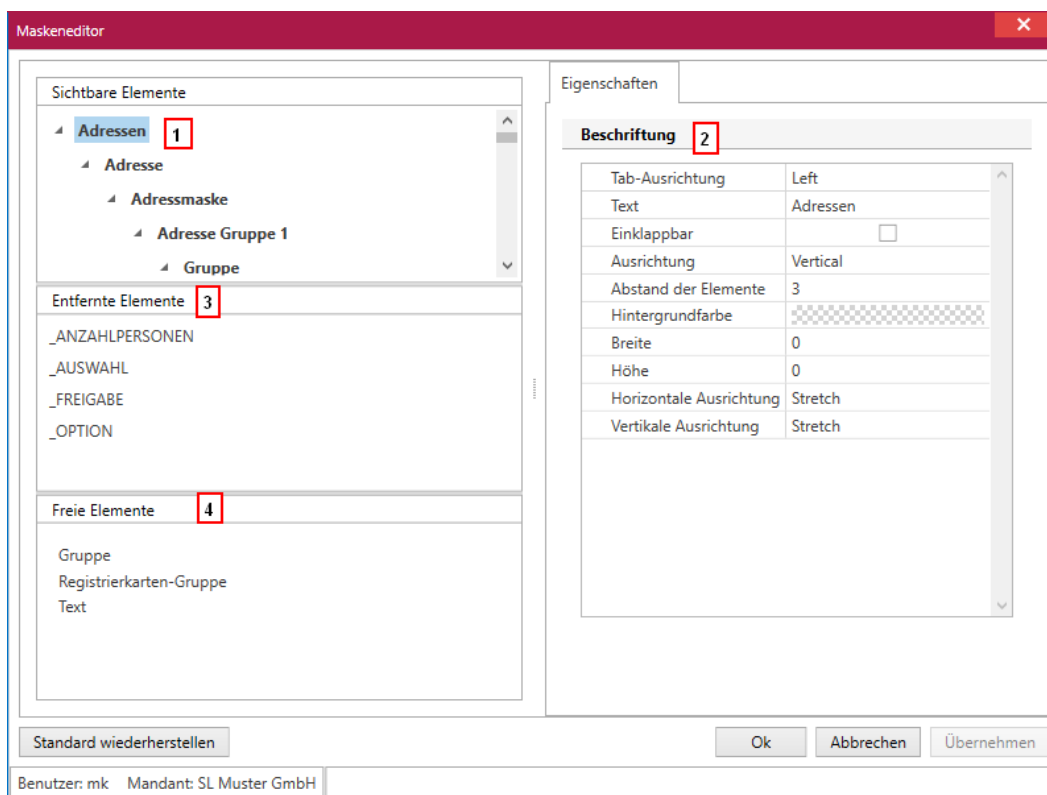 Maskeneditor
Sichtbare Elemente
Adressen 1
Adresse
Adressmaske
Adresse Gruppe 1
Gruppe
Entfernte Elemente 3
_ANZAHLPERSONEN
_AUSWAHL
_FREIGABE
_OPTION
Freie Elemente 4
Gruppe
Registrierkarten-Gruppe
Text
Eigenschaften
Beschriftung 2
Tab-Ausrichtung Left
Text Adressen
Einklappbar
Ausrichtung Vertical
Abstand der Elemente 3
Hintergrundfarbe
Breite 0
Höhe 0
Horizontale Ausrichtung Stretch
Vertikale Ausrichtung Stretch
Standard wiederherstellen Ok Abbrechen Übernehmen
Benutzer: mk Mandant: SL Muster GmbH